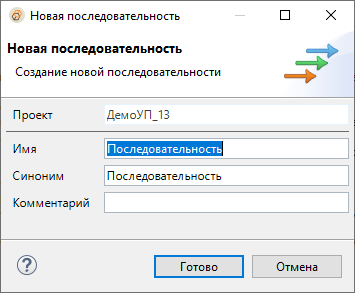 Новая последовательность
Новая последовательность
Создание новой последовательности
Проект ДемоУП_13
Имя Последовательность
Синоним Последовательность
Комментарий
? Готово Отмена